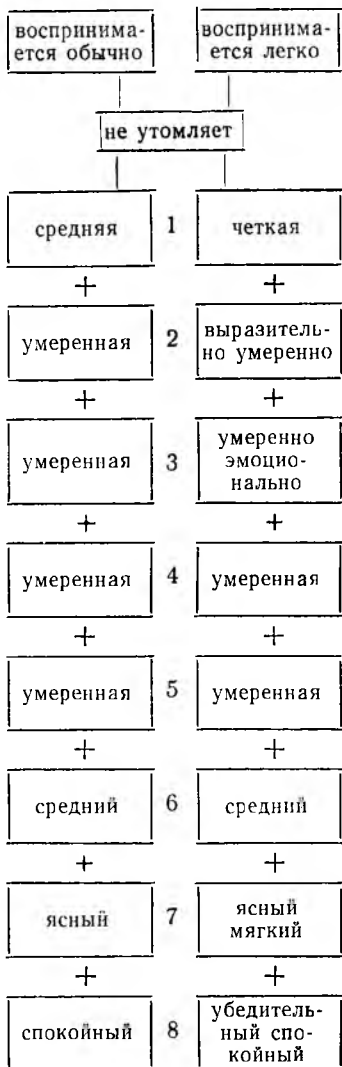 воспринима-
ется обычно
воспринима-
ется легко
не утомляет
средняя 1 четкая
+ +
умеренная 2 выразитель-
но умеренно
+ +
умеренная 3 умеренно
эмоцио-
нально
+ +
умеренная 4 умеренная
+ +
умеренная 5 умеренная
+ +
средний 6 средний
+ +
ясный 7 ясный
мягкий
+ +
спокойный 8 убедитель-
ный спо-
койный